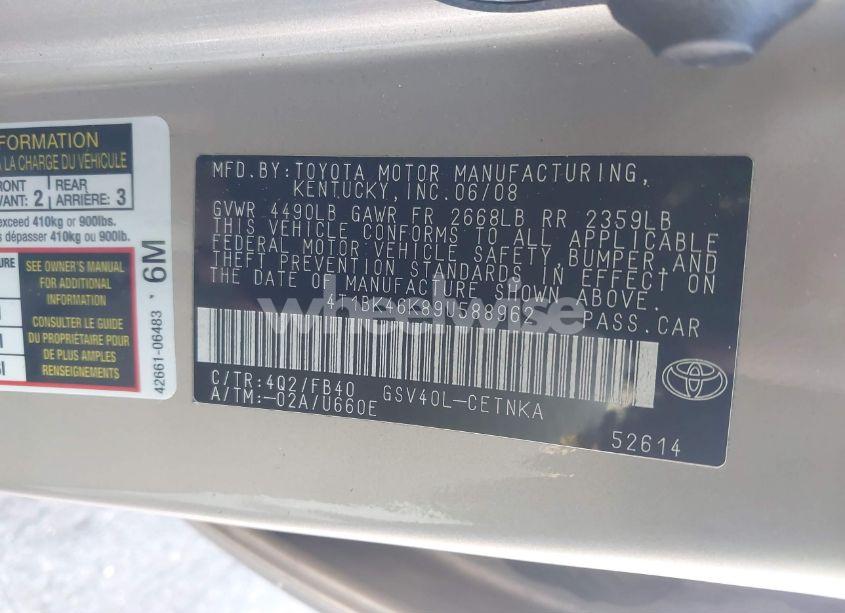 FORMATION
À LA CHARGE DU VÉHICULE
FRONT
AVANT: 2
REAR
ARRIÈRE: 3
exceed 410kg or 900lbs.
s dépasser 410kg ou 900lb.
SEE OWNER'S MANUAL
FOR ADDITIONAL
INFORMATION
CONSULTER LE GUIDE
DU PROPRIÉTAIRE POUR
DE PLUS AMPLES
RENSEIGNEMENTS
42661-06483 6M
MFD.BY:TOYOTA MOTOR MANUFACTURING,
KENTUCKY,INC.06/08
GVWR 4490LB GAWR FR 2668LB RR 2359LB
THIS VEHICLE CONFORMS TO ALL APPLICABLE
FEDERAL MOTOR VEHICLE SAFETY,BUMPER AND
THEFT PREVENTION STANDARDS IN EFFECT ON
THE DATE OF MANUFACTURE SHOWN ABOVE.
PASS.CAR
wheelwise
C/TR:4Q2/FB40 GSV40L-CETNKA
A/TM:-02A/U660E
52614